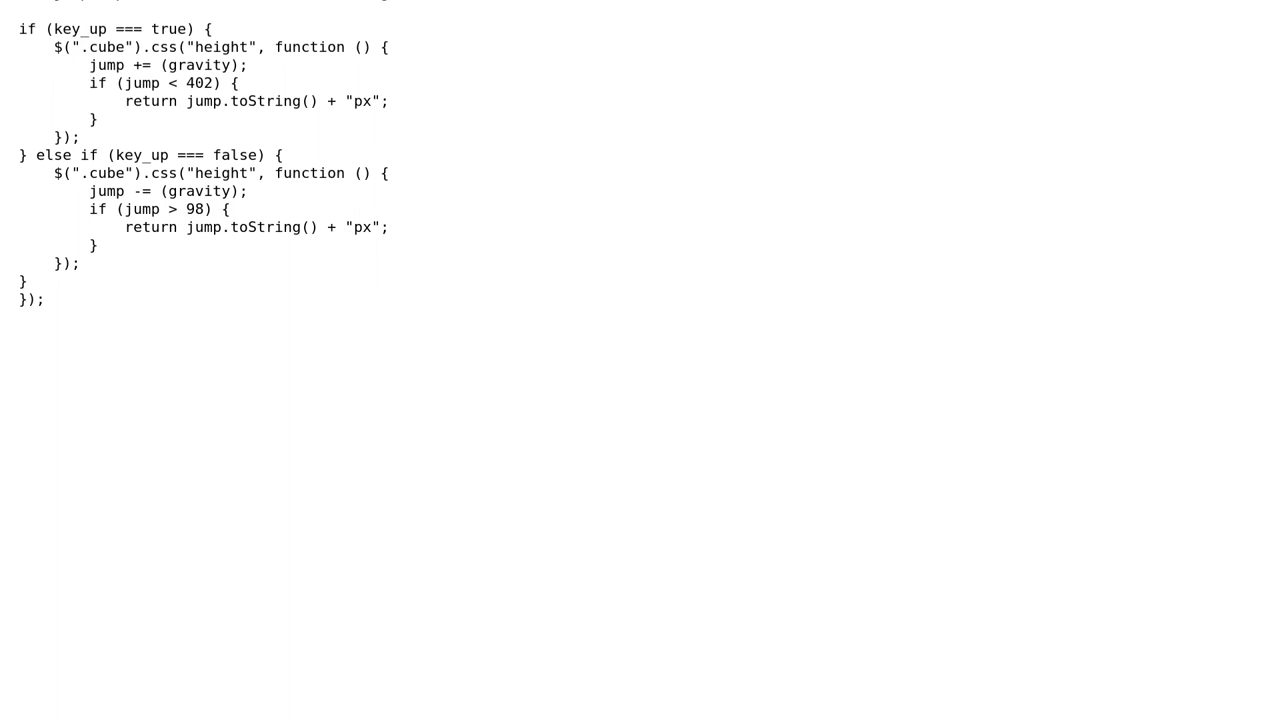 if (key_up === true) {
    $(".cube").css("height", function () {
        jump += (gravity);
        if (jump < 402) {
            return jump.toString() + "px";
        }
    });
} else if (key_up === false) {
    $(".cube").css("height", function () {
        jump -= (gravity);
        if (jump > 98) {
            return jump.toString() + "px";
        }
    });
}
});